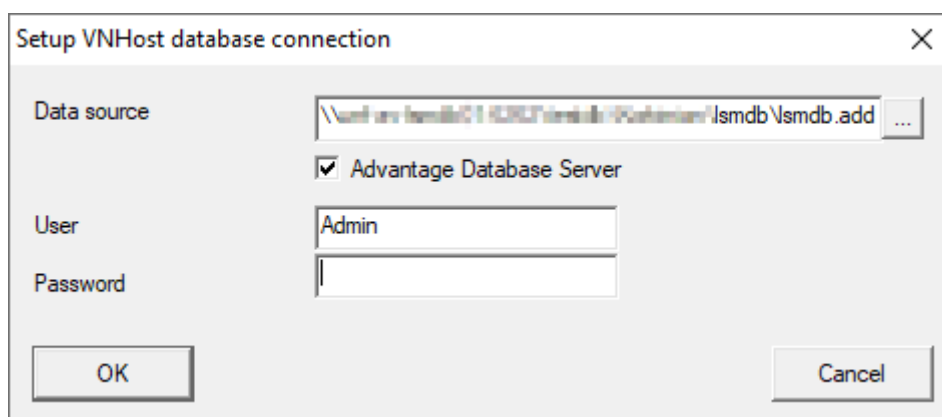 Setup VNHost database connection
Data source \\ \lsmdb\lsmdb.add ...
Advantage Database Server
User Admin
Password
OK Cancel